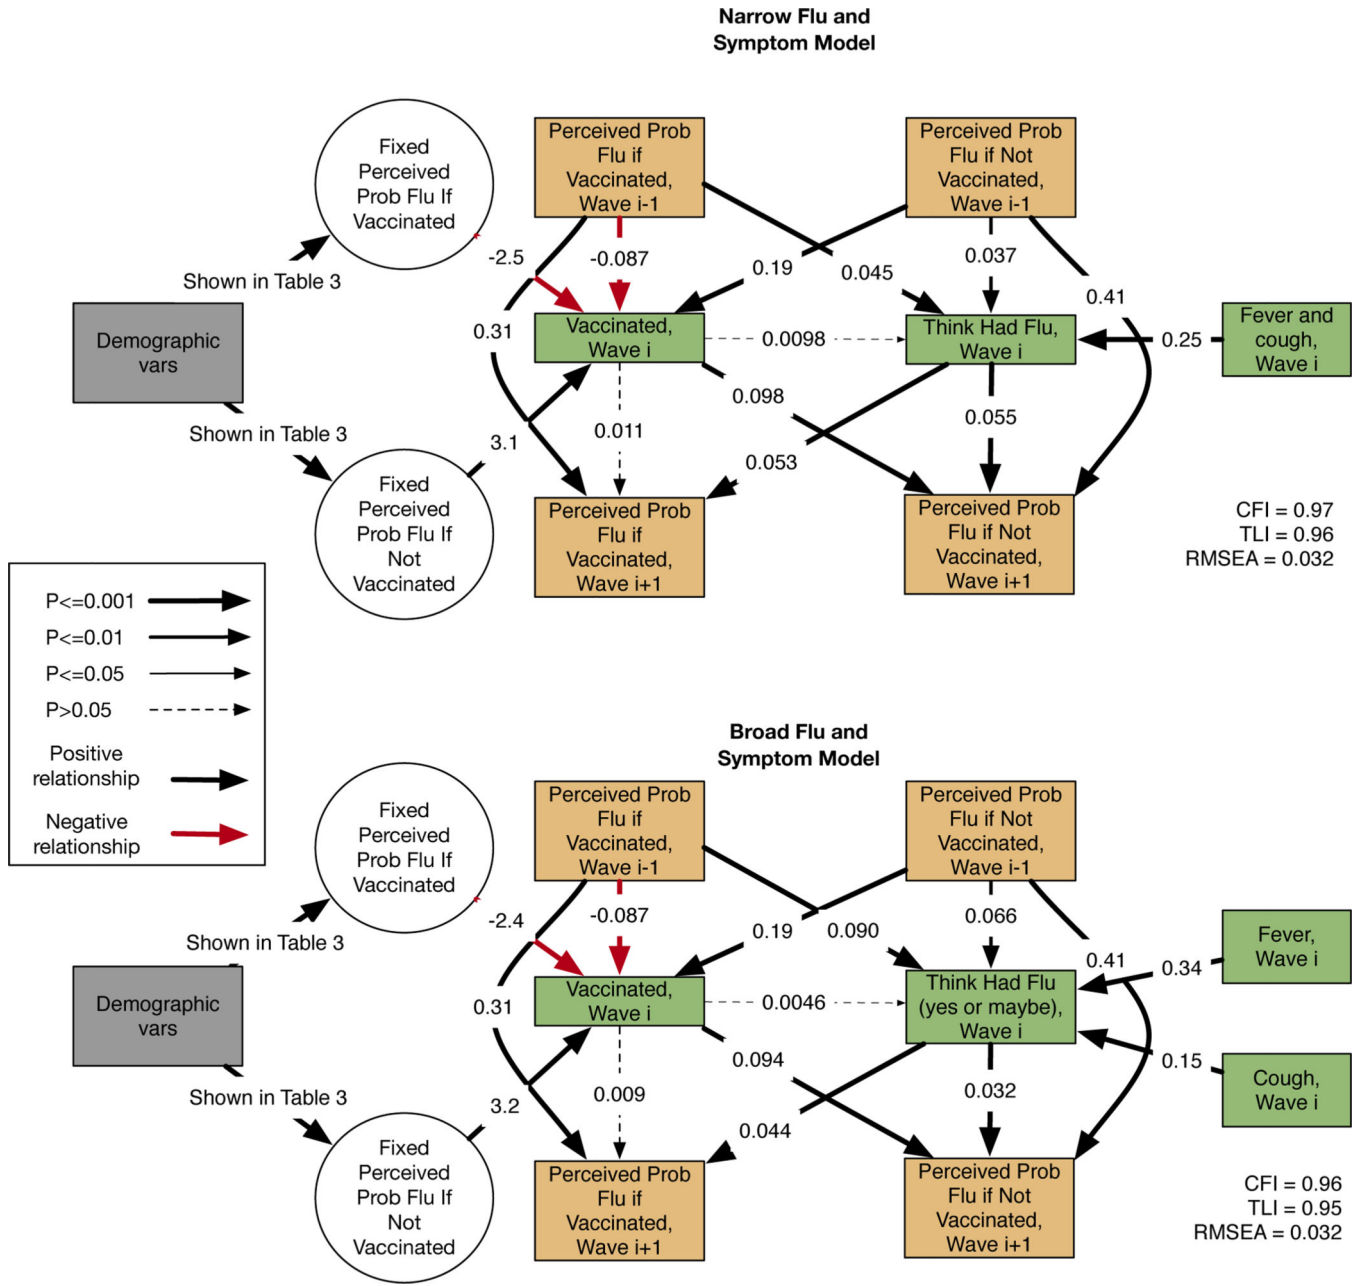 Narrow Flu and
Symptom Model
Fixed
Perceived
Prob Flu If
Vaccinated
Perceived Prob
Flu if
Vaccinated,
Wave i-1
Perceived Prob
Flu if Not
Vaccinated,
Wave i-1
-2.5
-0.087
0.19
0.045
0.037
0.41
Shown in Table 3
Demographic
vars
0.31
Vaccinated,
Wave i
0.0098
Think Had Flu,
Wave i
0.25
Fever and
cough,
Wave i
Shown in Table 3
3.1
0.011
0.098
0.053
0.055
Fixed
Perceived
Prob Flu If
Not
Vaccinated
Perceived Prob
Flu if
Vaccinated,
Wave i+1
Perceived Prob
Flu if Not
Vaccinated,
Wave i+1
CFI = 0.97
TLI = 0.96
RMSEA = 0.032
P<=0.001
P<=0.01
P<=0.05
P>0.05
Positive
relationship
Negative
relationship
Broad Flu and
Symptom Model
Fixed
Perceived
Prob Flu If
Vaccinated
Perceived Prob
Flu if
Vaccinated,
Wave i-1
Perceived Prob
Flu if Not
Vaccinated,
Wave i-1
-2.4
-0.087
0.19
0.090
0.066
0.41
0.34
Fever,
Wave i
Shown in Table 3
Demographic
vars
0.31
Vaccinated,
Wave i
0.0046
Think Had Flu
(yes or maybe),
Wave i
0.15
Cough,
Wave i
Shown in Table 3
3.2
0.009
0.094
0.044
0.032
Fixed
Perceived
Prob Flu If
Not
Vaccinated
Perceived Prob
Flu if
Vaccinated,
Wave i+1
Perceived Prob
Flu if Not
Vaccinated,
Wave i+1
CFI = 0.96
TLI = 0.95
RMSEA = 0.032